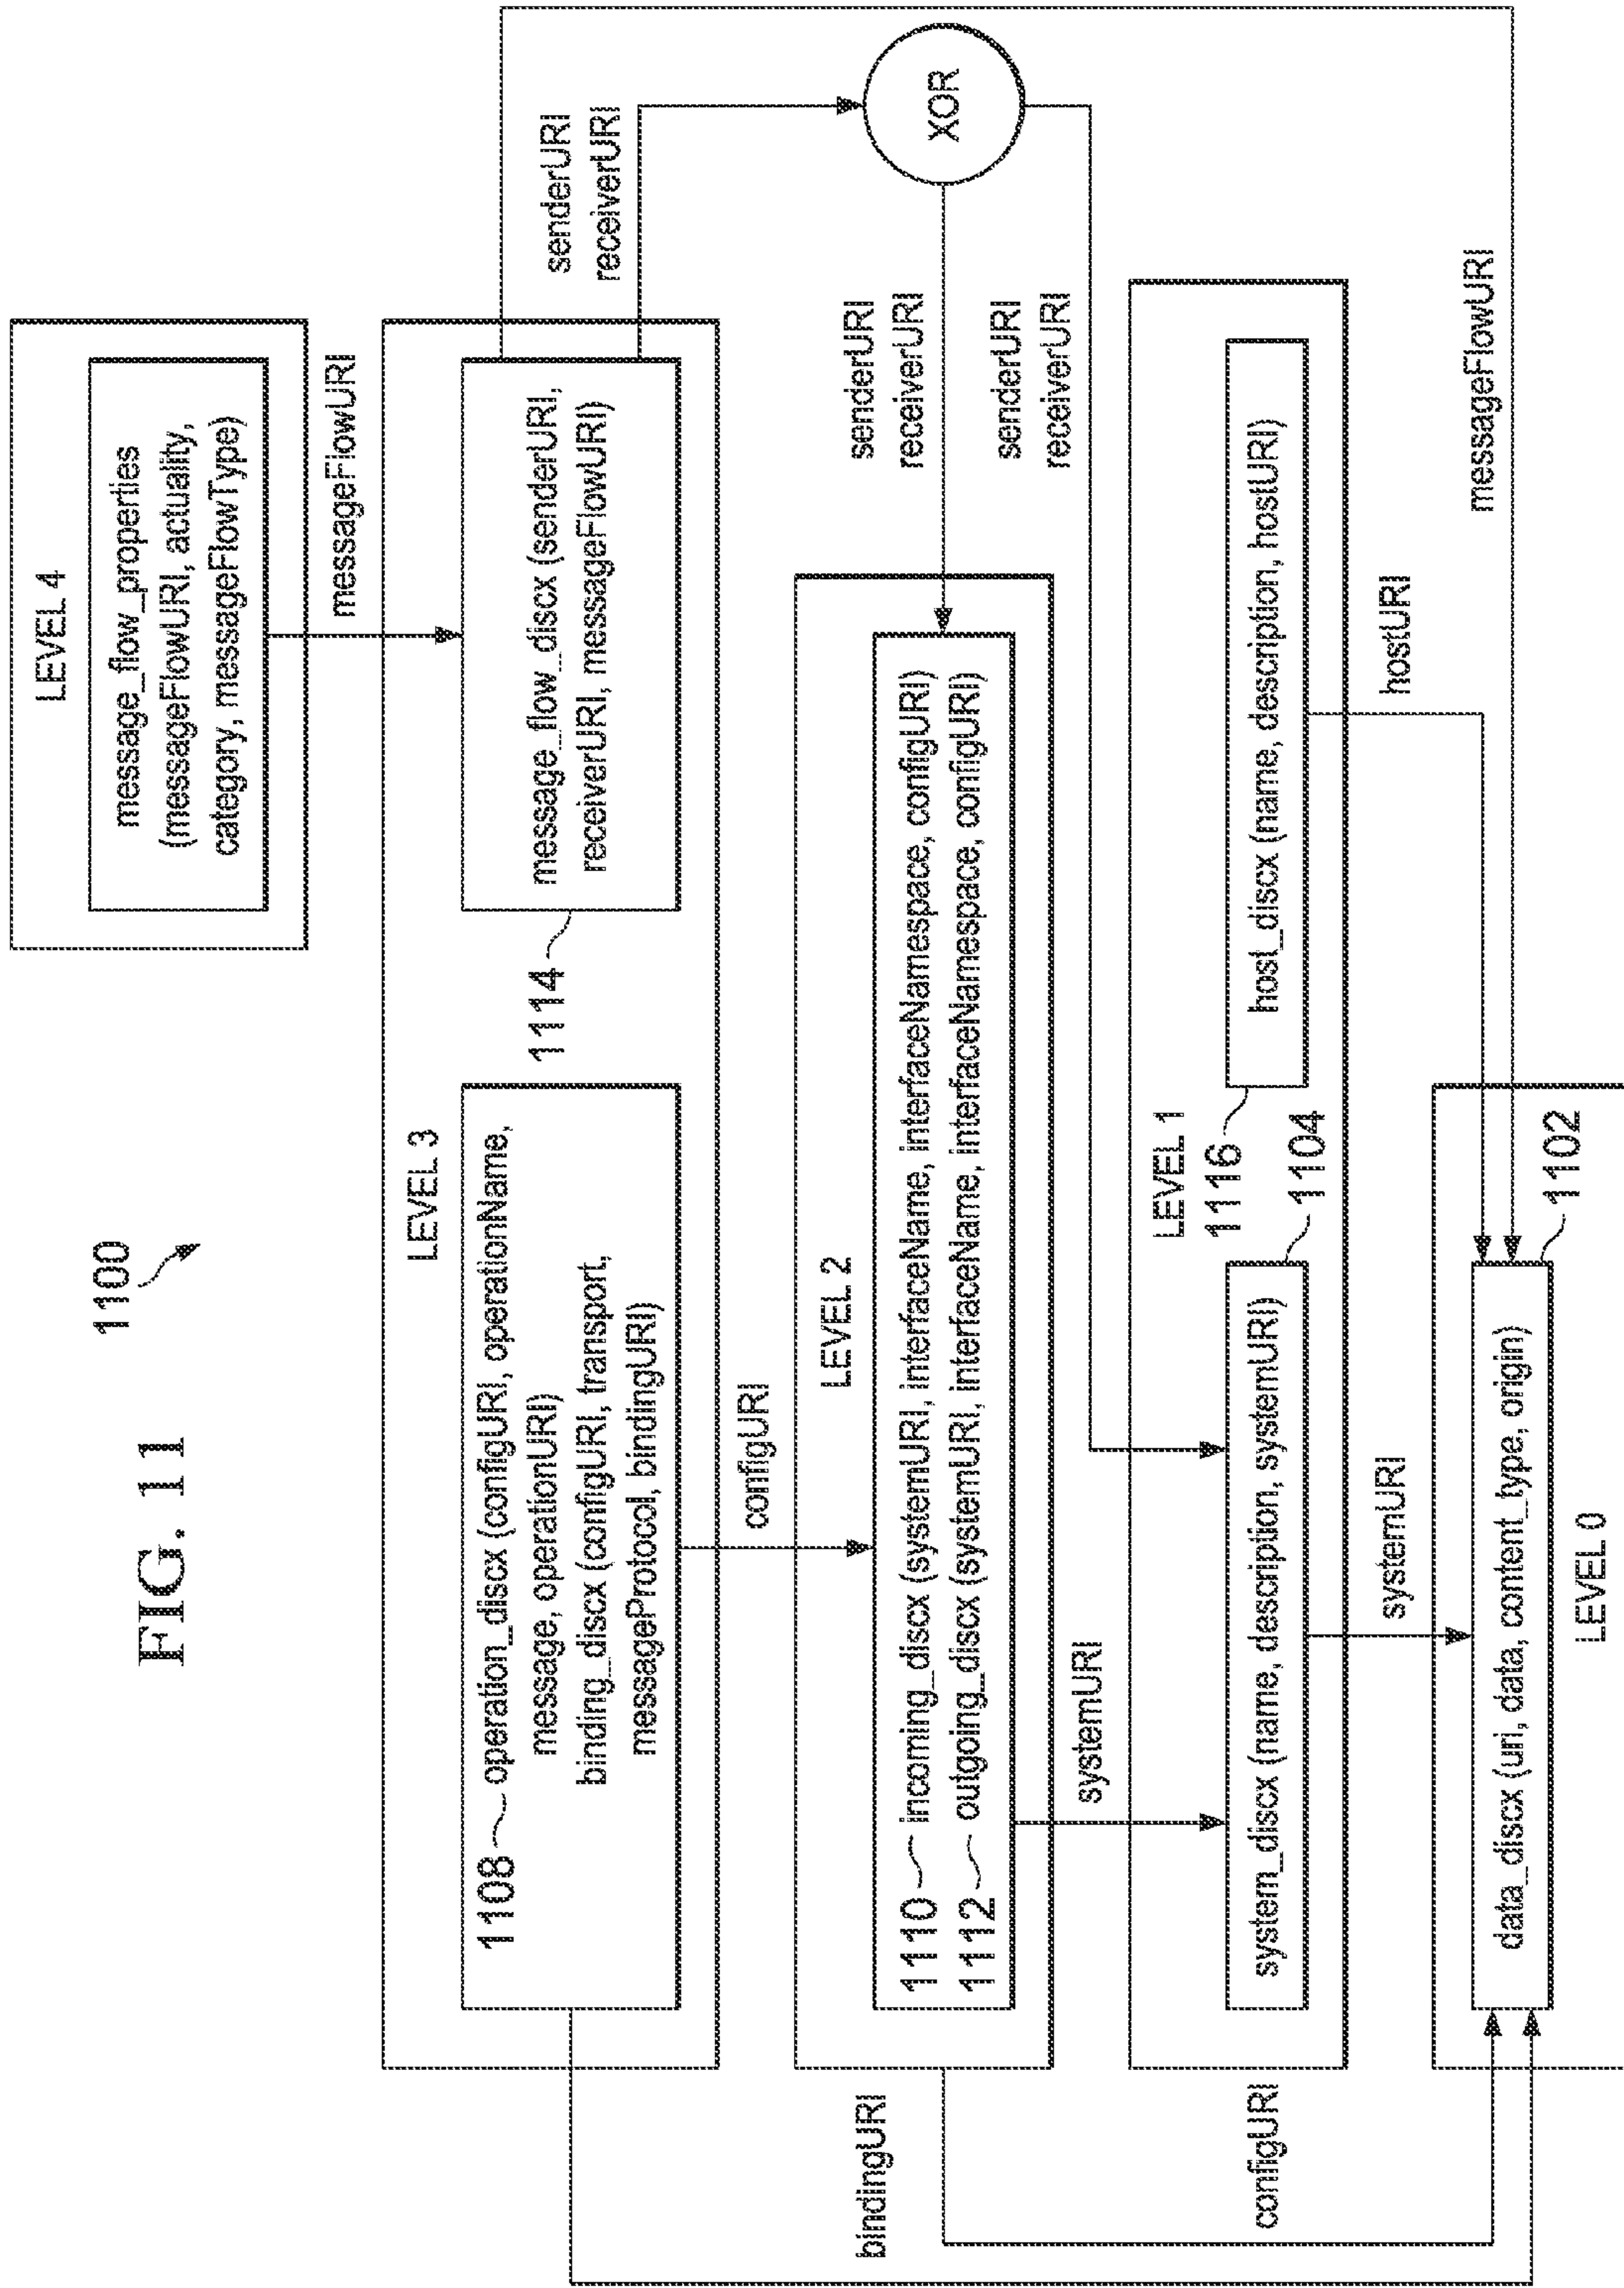 FIG. 11
1100
LEVEL 4
message_flow_properties
(messageFlowURI, actuality,
category, messageFlowType)
messageFlowURI
LEVEL 3
1108
operation_discx (configURI, operationName,
message, operationURI)
binding_discx (configURI, transport,
messageProtocol, bindingURI)
1114
message_flow_discx (senderURI,
receiverURI, messageFlowURI)
senderURI
receiverURI
XOR
configURI
LEVEL 2
1110
incoming_discx (systemURI, interfaceName, interfaceNamespace, configURI)
1112
outgoing_discx (systemURI, interfaceName, interfaceNamespace, configURI)
senderURI
receiverURI
senderURI
receiverURI
bindingURI
systemURI
LEVEL 1
1116
1104
system_discx (name, description, systemURI)
host_discx (name, description, hostURI)
configURI
systemURI
hostURI
messageFlowURI
data_discx (uri, data, content_type, origin)
1102
LEVEL 0